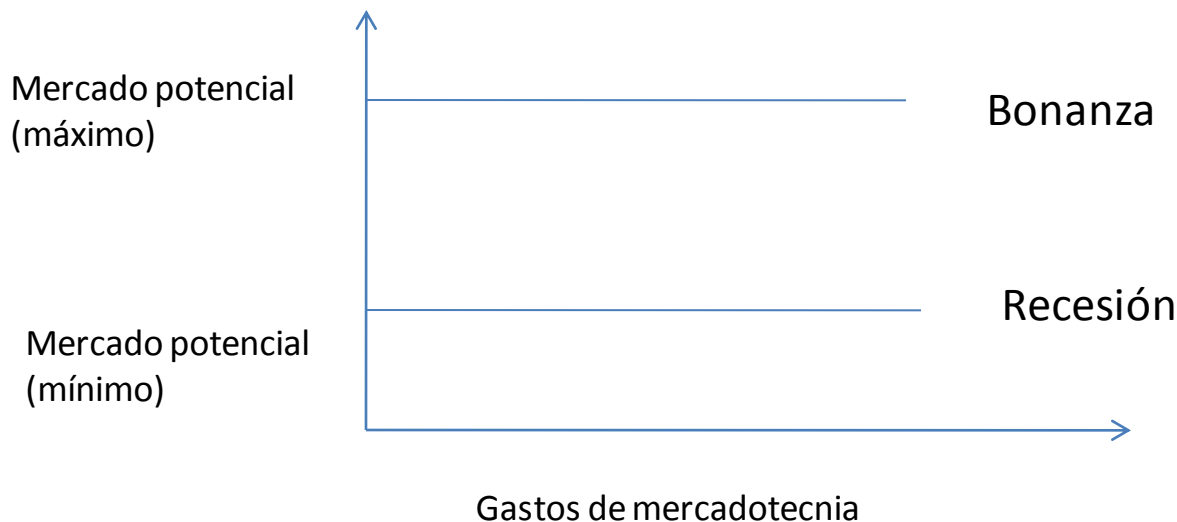 Mercado potencial
(máximo)
Bonanza
Recesión
Mercado potencial
(mínimo)
Gastos de mercadotecnia